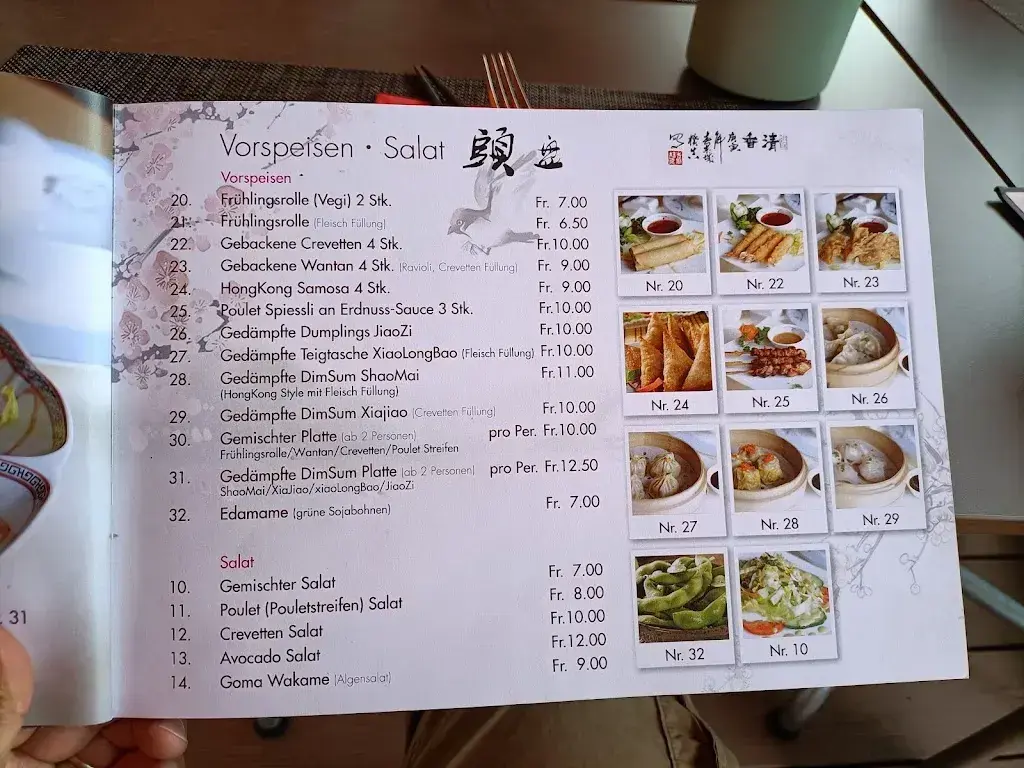 Vorspeisen • Salat 頭盘
Vorspeisen
20. Frühlingsrolle (Vegi) 2 Stk. Fr. 7.00
21. Frühlingsrolle (Fleisch Füllung) Fr. 6.50
22. Gebackene Crevetten 4 Stk. Fr.10.00
23. Gebackene Wantan 4 Stk. (Ravioli, Crevetten Füllung) Fr. 9.00
24. HongKong Samosa 4 Stk. Fr. 9.00
25. Poulet Spiessli an Erdnuss-Sauce 3 Stk. Fr.10.00
26. Gedämpfte Dumplings JiaoZi Fr.10.00
27. Gedämpfte Teigtasche XiaoLongBao (Fleisch Füllung) Fr.10.00
28. Gedämpfte DimSum ShaoMai Fr.11.00
(HongKong Style mit Fleisch Füllung)
29. Gedämpfte DimSum Xiajiao (Crevetten Füllung) Fr.10.00
30. Gemischter Platte (ab 2 Personen) pro Per. Fr.10.00
Frühlingsrolle/Wantan/Crevetten/Poulet Streifen
31. Gedämpfte DimSum Platte (ab 2 Personen) pro Per. Fr.12.50
ShaoMai/XiaJiao/xiaoLongBao/JiaoZi
32. Edamame (grüne Sojabohnen) Fr. 7.00
Salat
10. Gemischter Salat Fr. 7.00
11. Poulet (Pouletstreifen) Salat Fr. 8.00
12. Crevetten Salat Fr.10.00
13. Avocado Salat Fr.12.00
14. Goma Wakame (Algensalat) Fr. 9.00
清香
Nr. 20 Nr. 22 Nr. 23
Nr. 24 Nr. 25 Nr. 26
Nr. 27 Nr. 28 Nr. 29
Nr. 32 Nr. 10
31